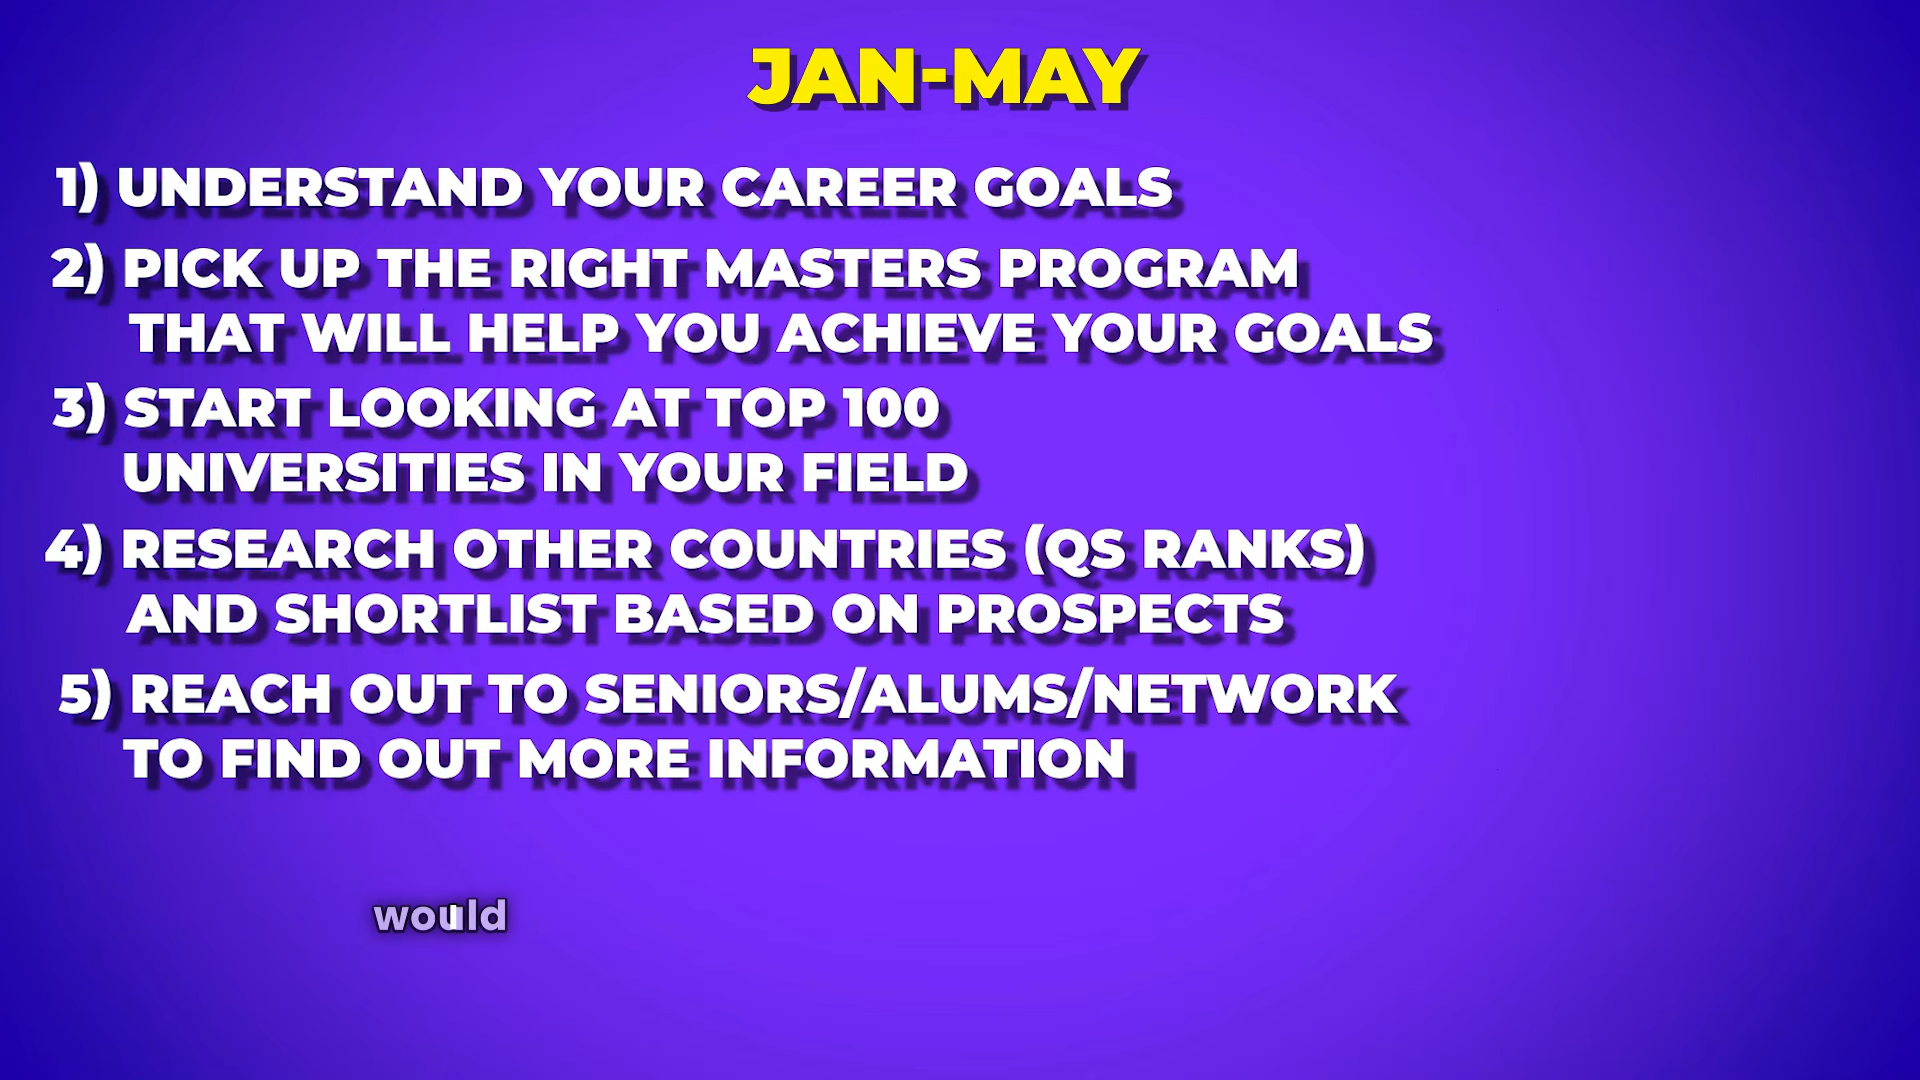 JAN-MAY
1) UNDERSTAND YOUR CAREER GOALS
2) PICK UP THE RIGHT MASTERS PROGRAM
THAT WILL HELP YOU ACHIEVE YOUR GOALS
3) START LOOKING AT TOP 100
UNIVERSITIES IN YOUR FIELD
4) RESEARCH OTHER COUNTRIES (QS RANKS)
AND SHORTLIST BASED ON PROSPECTS
5) REACH OUT TO SENIORS/ALUMS/NETWORK
TO FIND OUT MORE INFORMATION
would